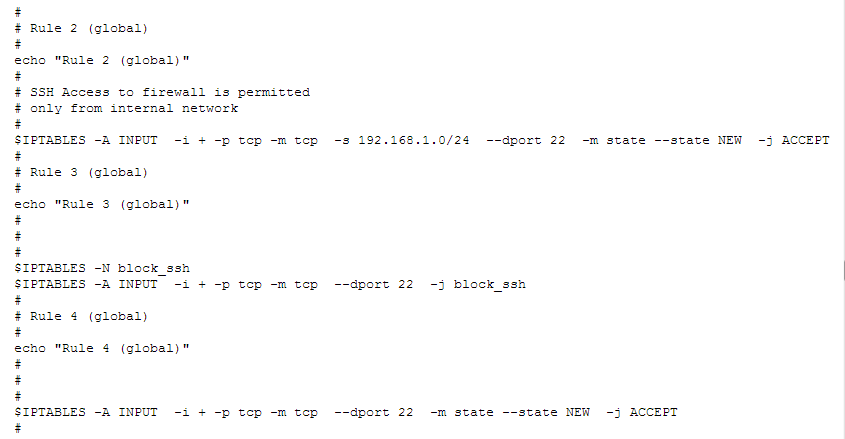 #
# Rule 2 (global)
#
echo "Rule 2 (global)"
#
# SSH Access to firewall is permitted
# only from internal network
#
$IPTABLES -A INPUT  -i + -p tcp -m tcp  -s 192.168.1.0/24  --dport 22  -m state --state NEW  -j ACCEPT
#
# Rule 3 (global)
#
echo "Rule 3 (global)"
#
#
#
$IPTABLES -N block_ssh
$IPTABLES -A INPUT  -i + -p tcp -m tcp  --dport 22  -j block_ssh
#
# Rule 4 (global)
#
echo "Rule 4 (global)"
#
#
#
$IPTABLES -A INPUT  -i + -p tcp -m tcp  --dport 22  -m state --state NEW  -j ACCEPT
#